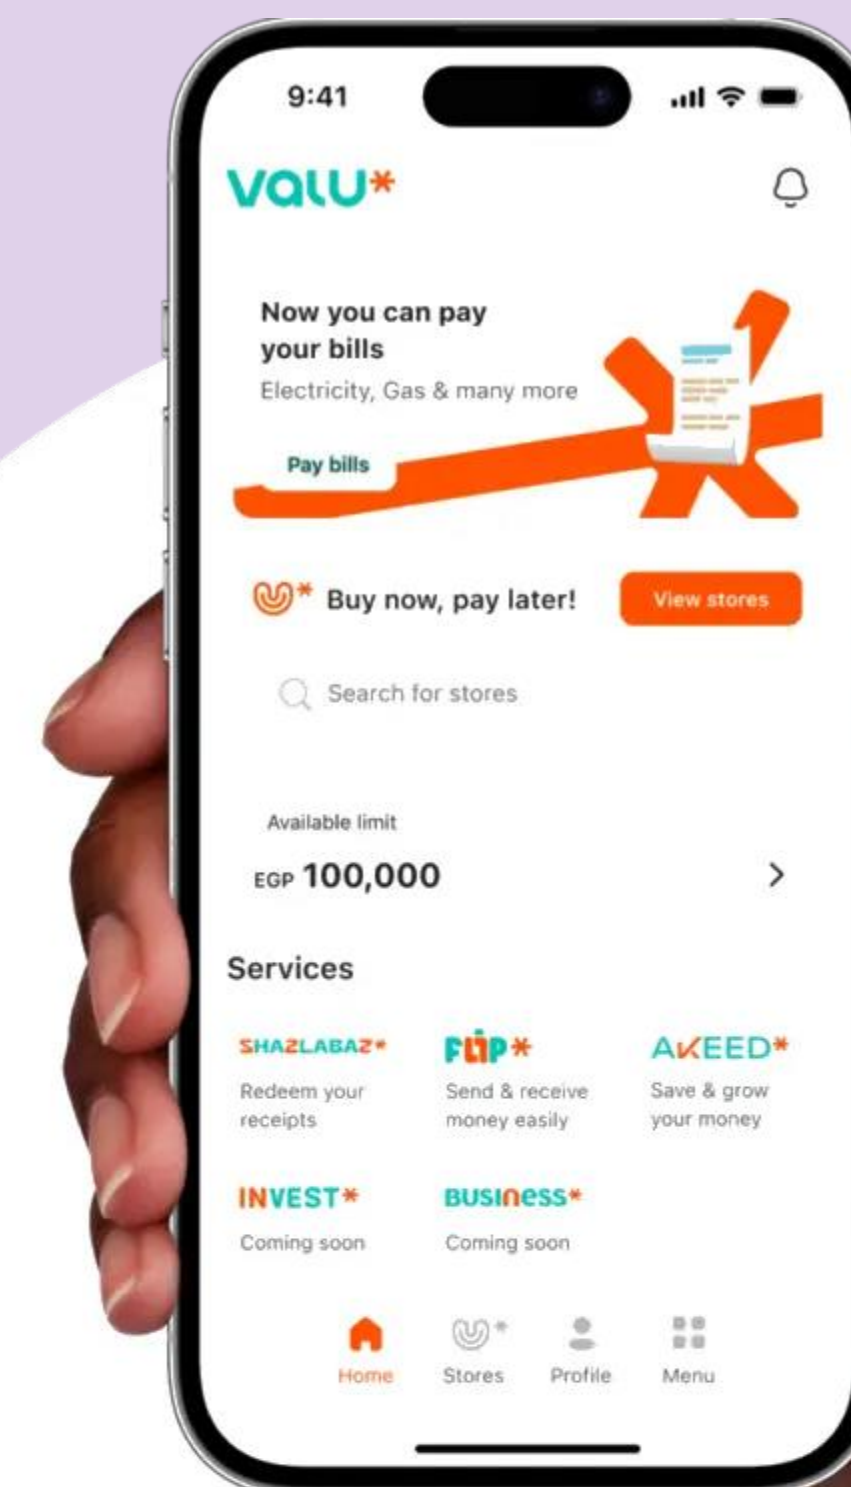 9:41
valu*
Now you can pay
your bills
Electricity, Gas & many more
Pay bills
Buy now, pay later!
View stores
Search for stores
Available limit
EGP 100,000
Services
SHAZLABAZ*
FLIP*
AKEED*
Redeem your
receipts
Send & receive
money easily
Save & grow
your money
INVEST*
BUSINESS*
Coming soon
Coming soon
Home
Stores
Profile
Menu